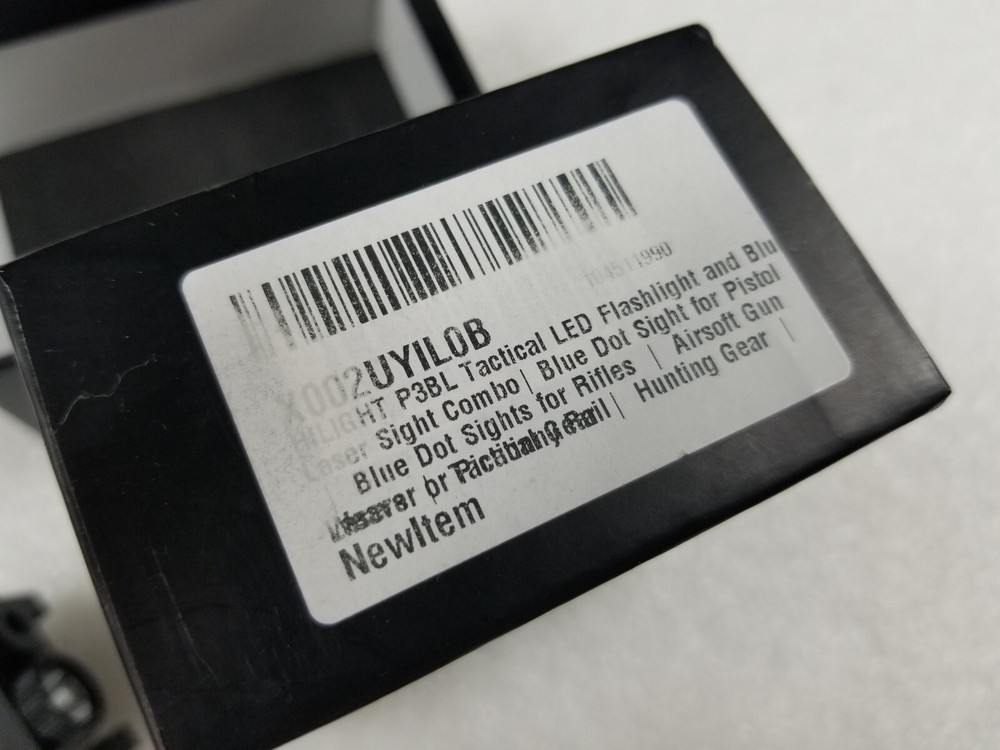 X002UYIL0B
HiLIGHT P3BL Tactical LED Flashlight and Blu
Laser Sight Combo | Blue Dot Sight for Pistol
| Blue Dot Sights for Rifles | Airsoft Gun
| Hunting Gear |
NewItem